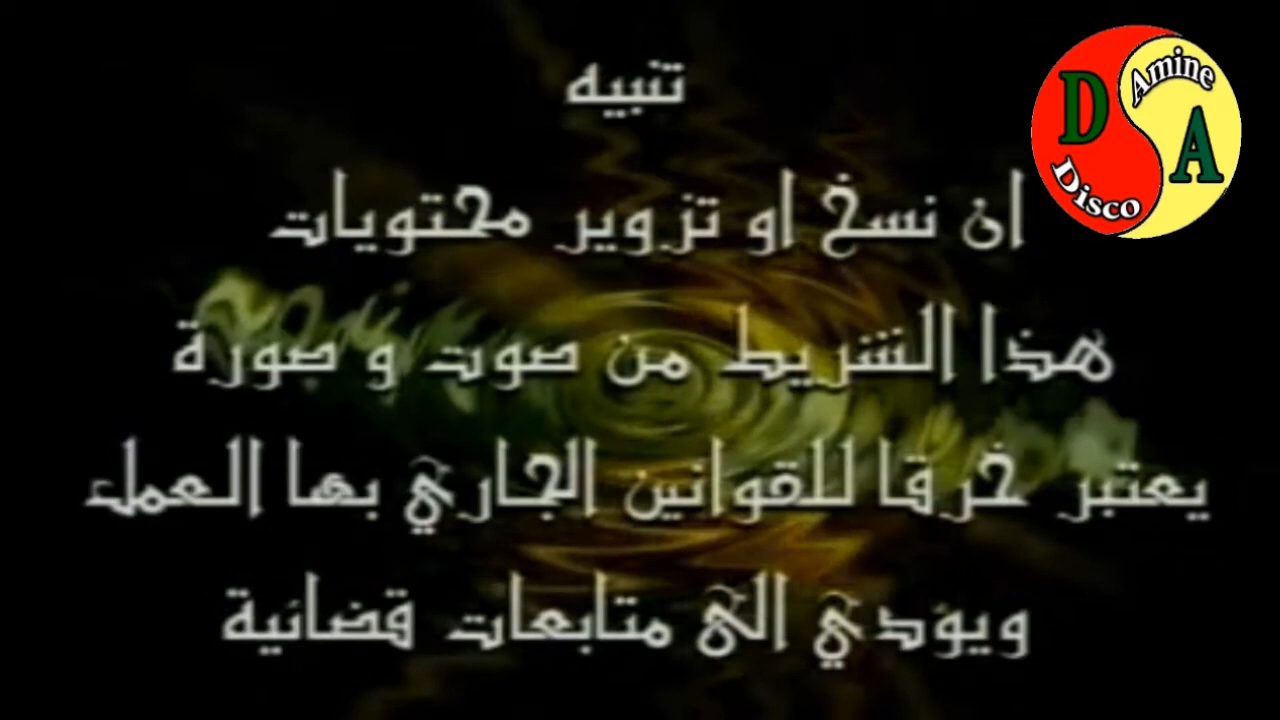 تنبيه
ان نسخ او تزوير محتويات
هذا الشريط من صوت و صورة
يعتبر خرقا للقوانين الجاري بها العمل
ويؤدي الى متابعات قضائية
Amine
D A
Disco